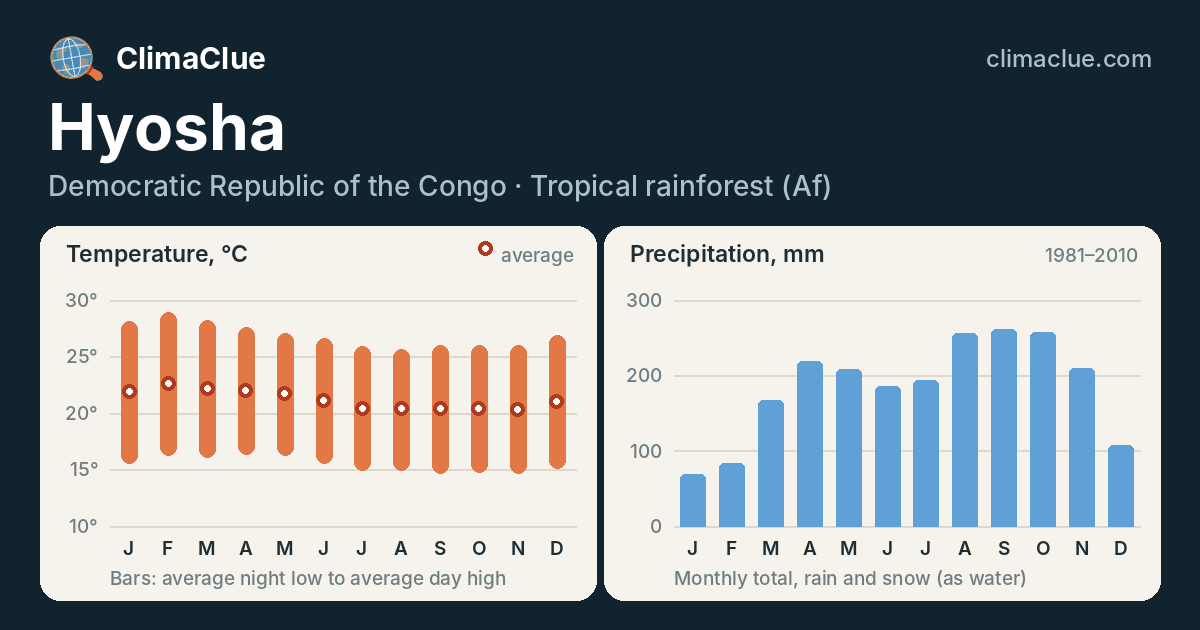 ClimaClue
climaclue.com
Hyosha
Democratic Republic of the Congo · Tropical rainforest (Af)
Temperature, °C
average
30°
25°
20°
15°
10°
J F M A M J J A S O N D
Bars: average night low to average day high
Precipitation, mm
1981–2010
300
200
100
0
J F M A M J J A S O N D
Monthly total, rain and snow (as water)